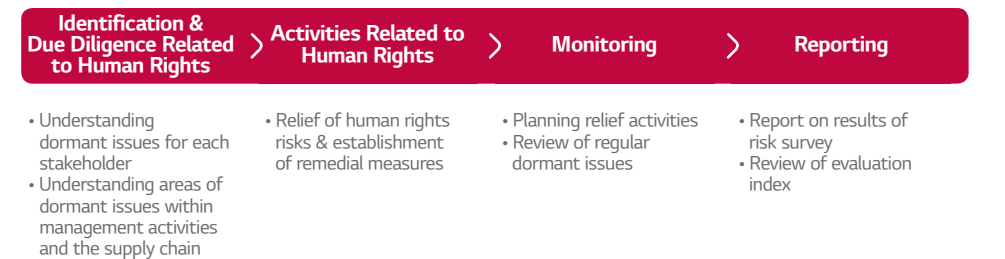 Identification &
Due Diligence Related
to Human Rights
Activities Related to
Human Rights
Monitoring
Reporting
• Understanding
dormant issues for each
stakeholder
• Understanding areas of
dormant issues within
management activities
and the supply chain
• Relief of human rights
risks & establishment
of remedial measures
• Planning relief activities
• Review of regular
dormant issues
• Report on results of
risk survey
• Review of evaluation
index